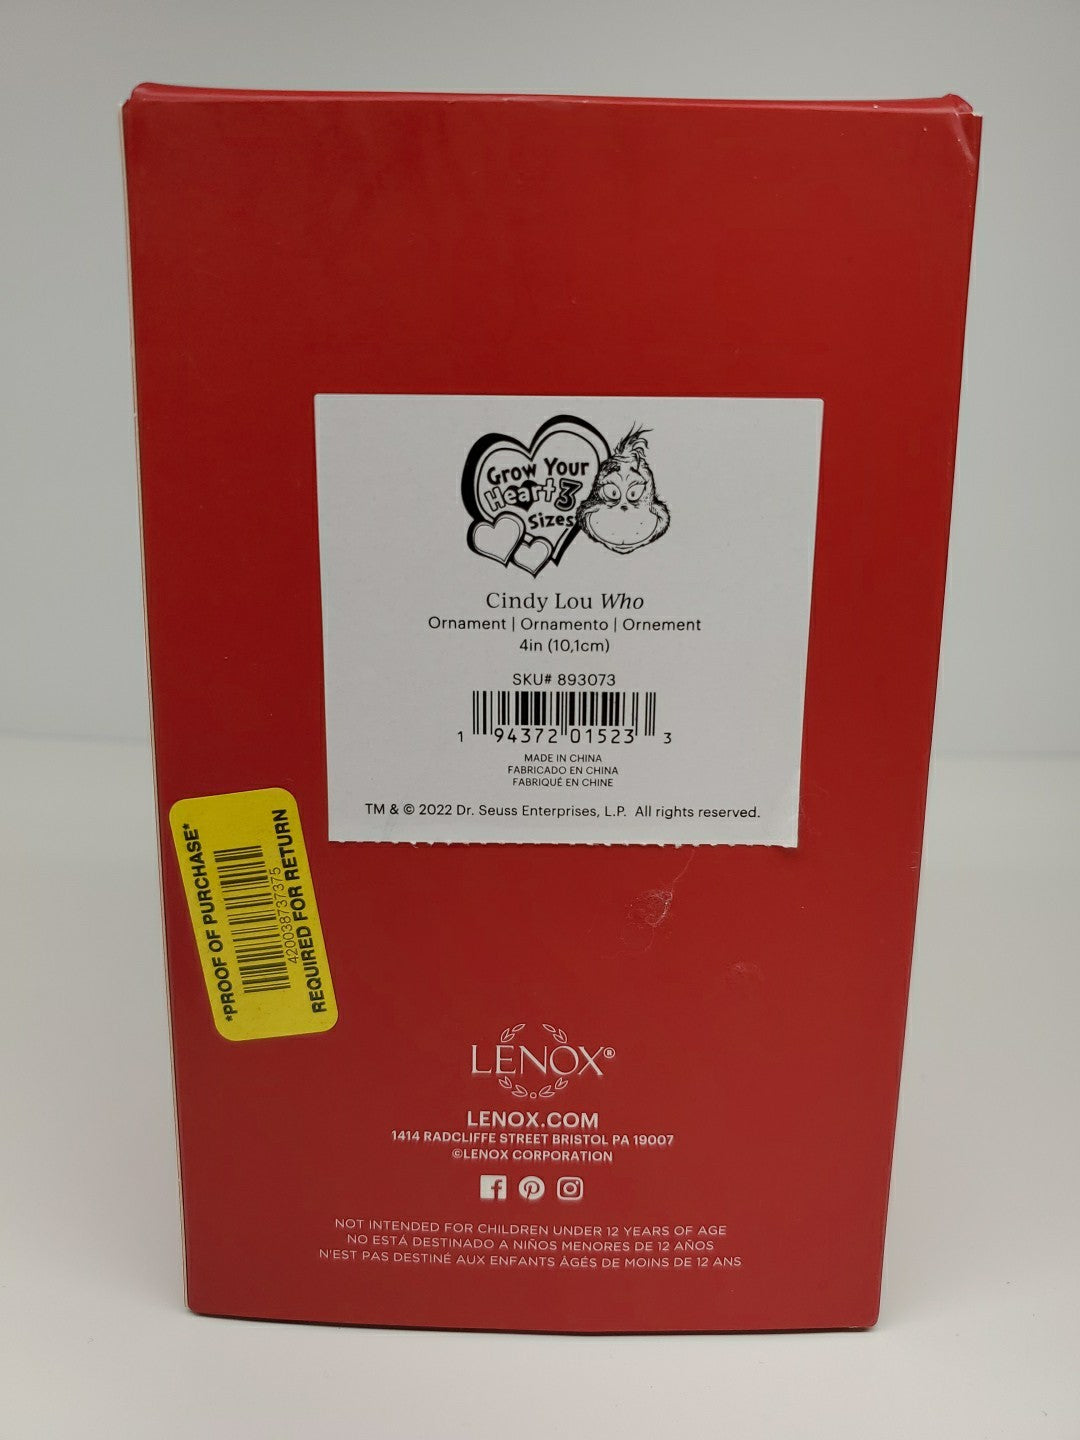 Grow Your
Heart 3
Sizes
Cindy Lou Who
Ornament | Ornamento | Ornement
4in (10,1cm)
SKU# 893073
1 94372 01523 3
MADE IN CHINA
FABRICADO EN CHINA
FABRIQUÉ EN CHINE
TM & © 2022 Dr. Seuss Enterprises, L.P. All rights reserved.
*PROOF OF PURCHASE*
420038737375
REQUIRED FOR RETURN
LENOX®
LENOX.COM
1414 RADCLIFFE STREET BRISTOL PA 19007
©LENOX CORPORATION
NOT INTENDED FOR CHILDREN UNDER 12 YEARS OF AGE
NO ESTÁ DESTINADO A NIÑOS MENORES DE 12 AÑOS
N'EST PAS DESTINÉ AUX ENFANTS ÂGÉS DE MOINS DE 12 ANS